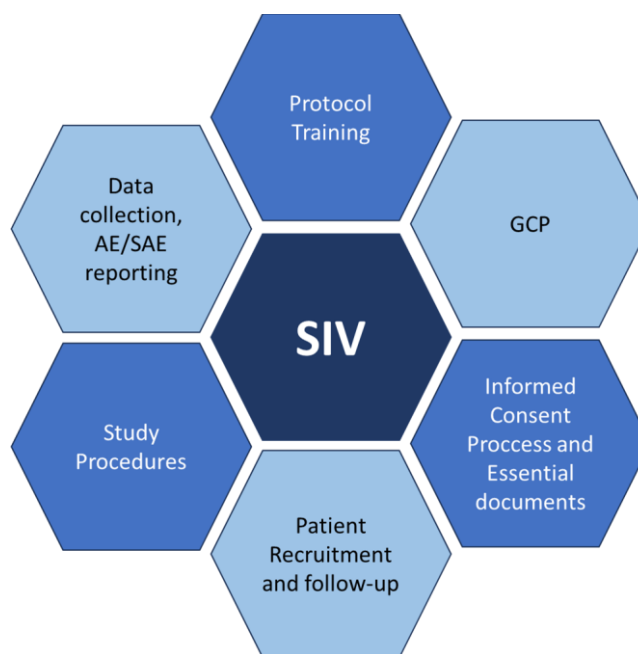 Protocol
Training
Data
collection,
AE/SAE
reporting
GCP
SIV
Informed
Consent
Proccess and
Essential
documents
Study
Procedures
Patient
Recruitment
and follow-up